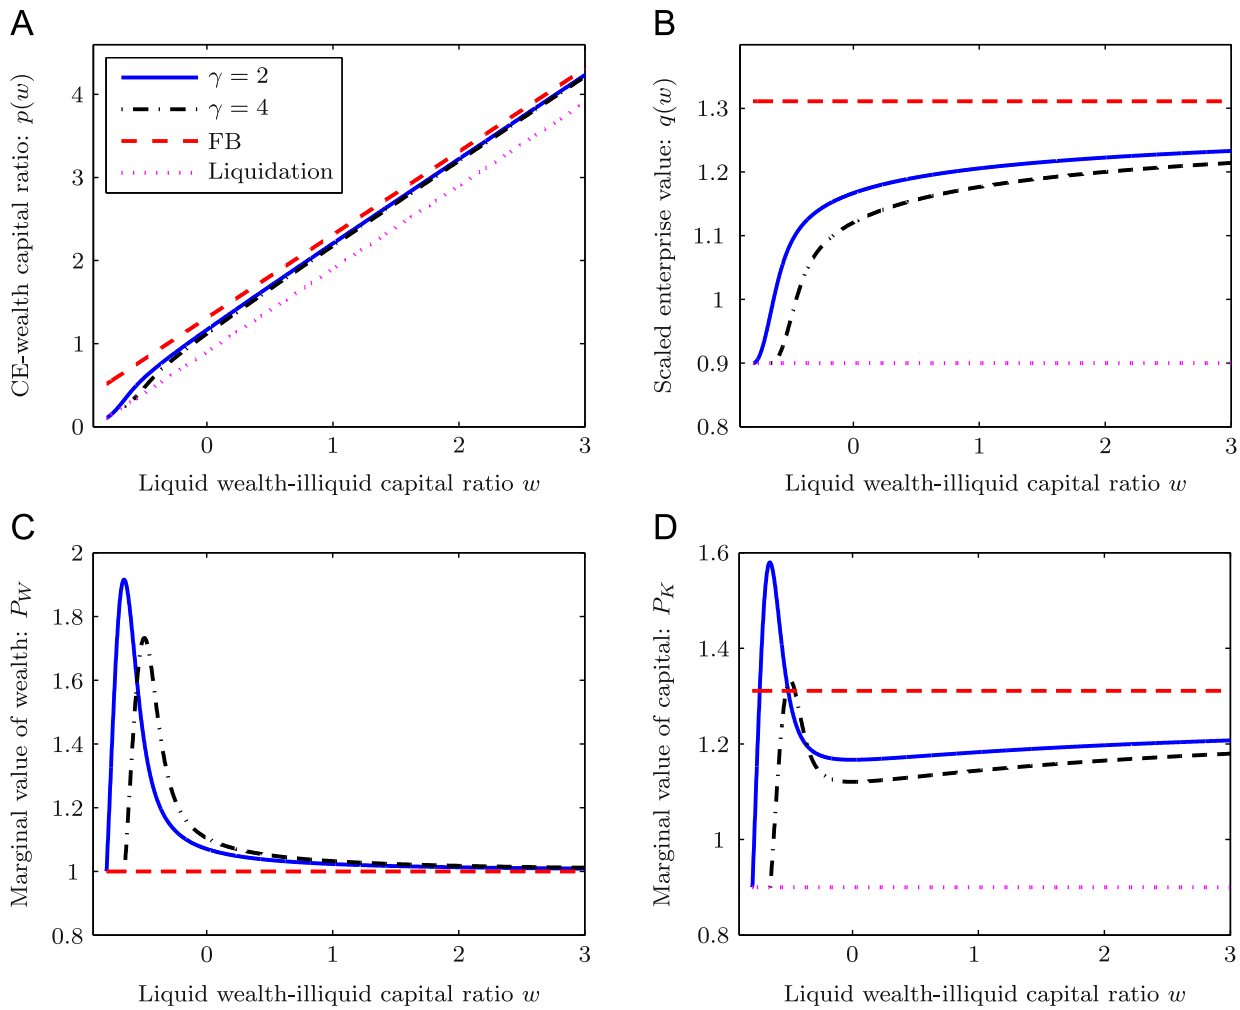 A
CE-wealth capital ratio: p(w)
4
3
2
1
0
γ = 2
γ = 4
FB
Liquidation
0 1 2 3
Liquid wealth-illiquid capital ratio w
B
Scaled enterprise value: q(w)
1.3
1.2
1.1
1
0.9
0.8
0 1 2 3
Liquid wealth-illiquid capital ratio w
C
Marginal value of wealth: P_W
2
1.8
1.6
1.4
1.2
1
0.8
0 1 2 3
Liquid wealth-illiquid capital ratio w
D
Marginal value of capital: P_K
1.6
1.4
1.2
1
0.8
0 1 2 3
Liquid wealth-illiquid capital ratio w